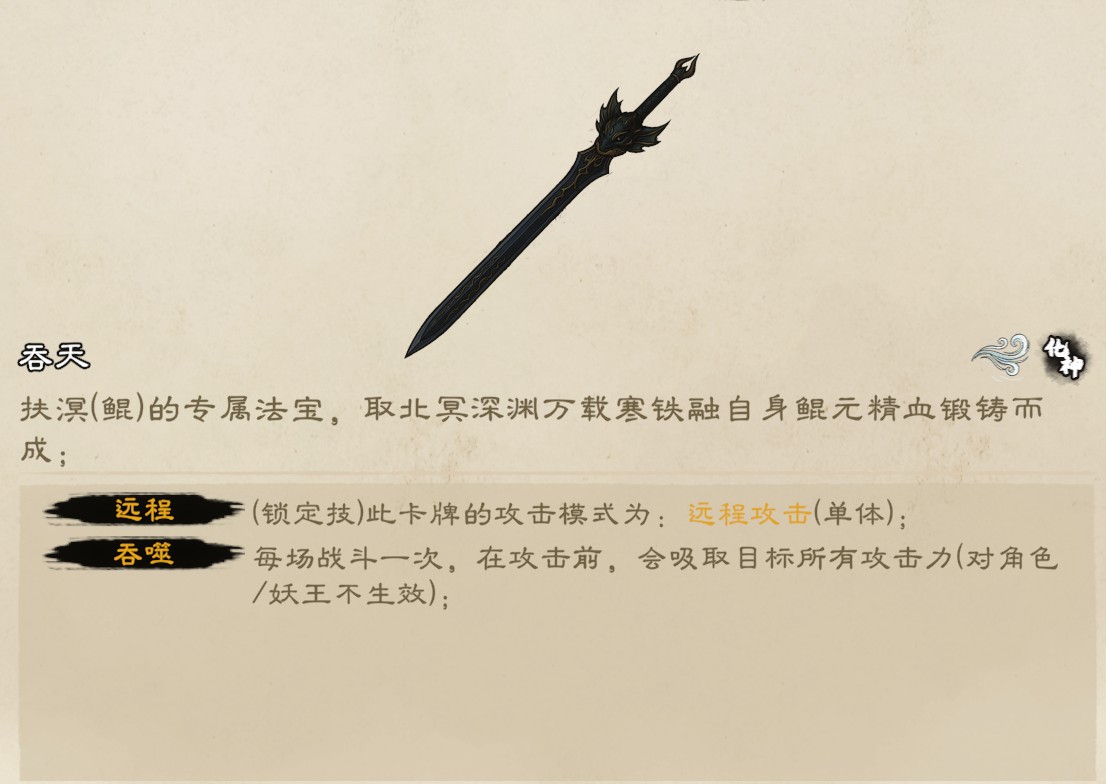 吞天
化神
扶溟(鲲)的专属法宝，取北冥深渊万载寒铁融自身鲲元精血锻铸而
成；
远程 (锁定技)此卡牌的攻击模式为：远程攻击(单体)；
吞噬 每场战斗一次，在攻击前，会吸取目标所有攻击力(对角色
/妖王不生效)；